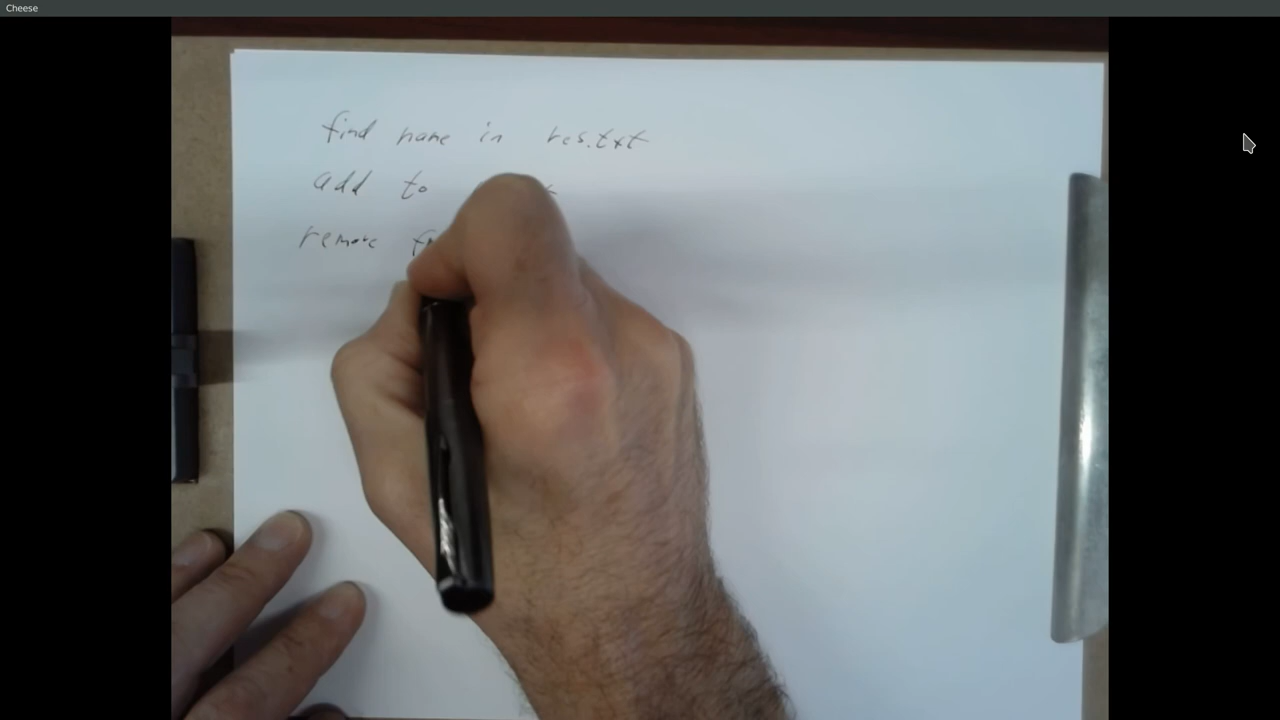 Cheese
find name in res.txt
add to
remove